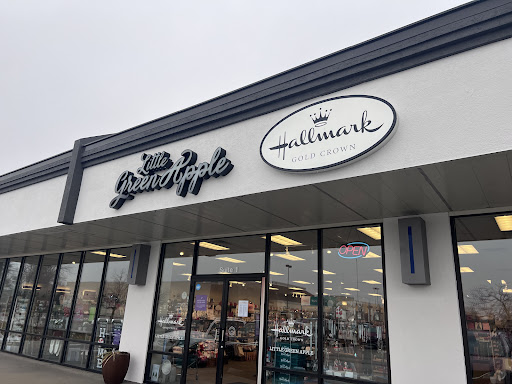 Little
Green Apple
Hallmark
GOLD CROWN
OPEN
Hallmark
GOLD CROWN
LITTLE GREEN APPLE